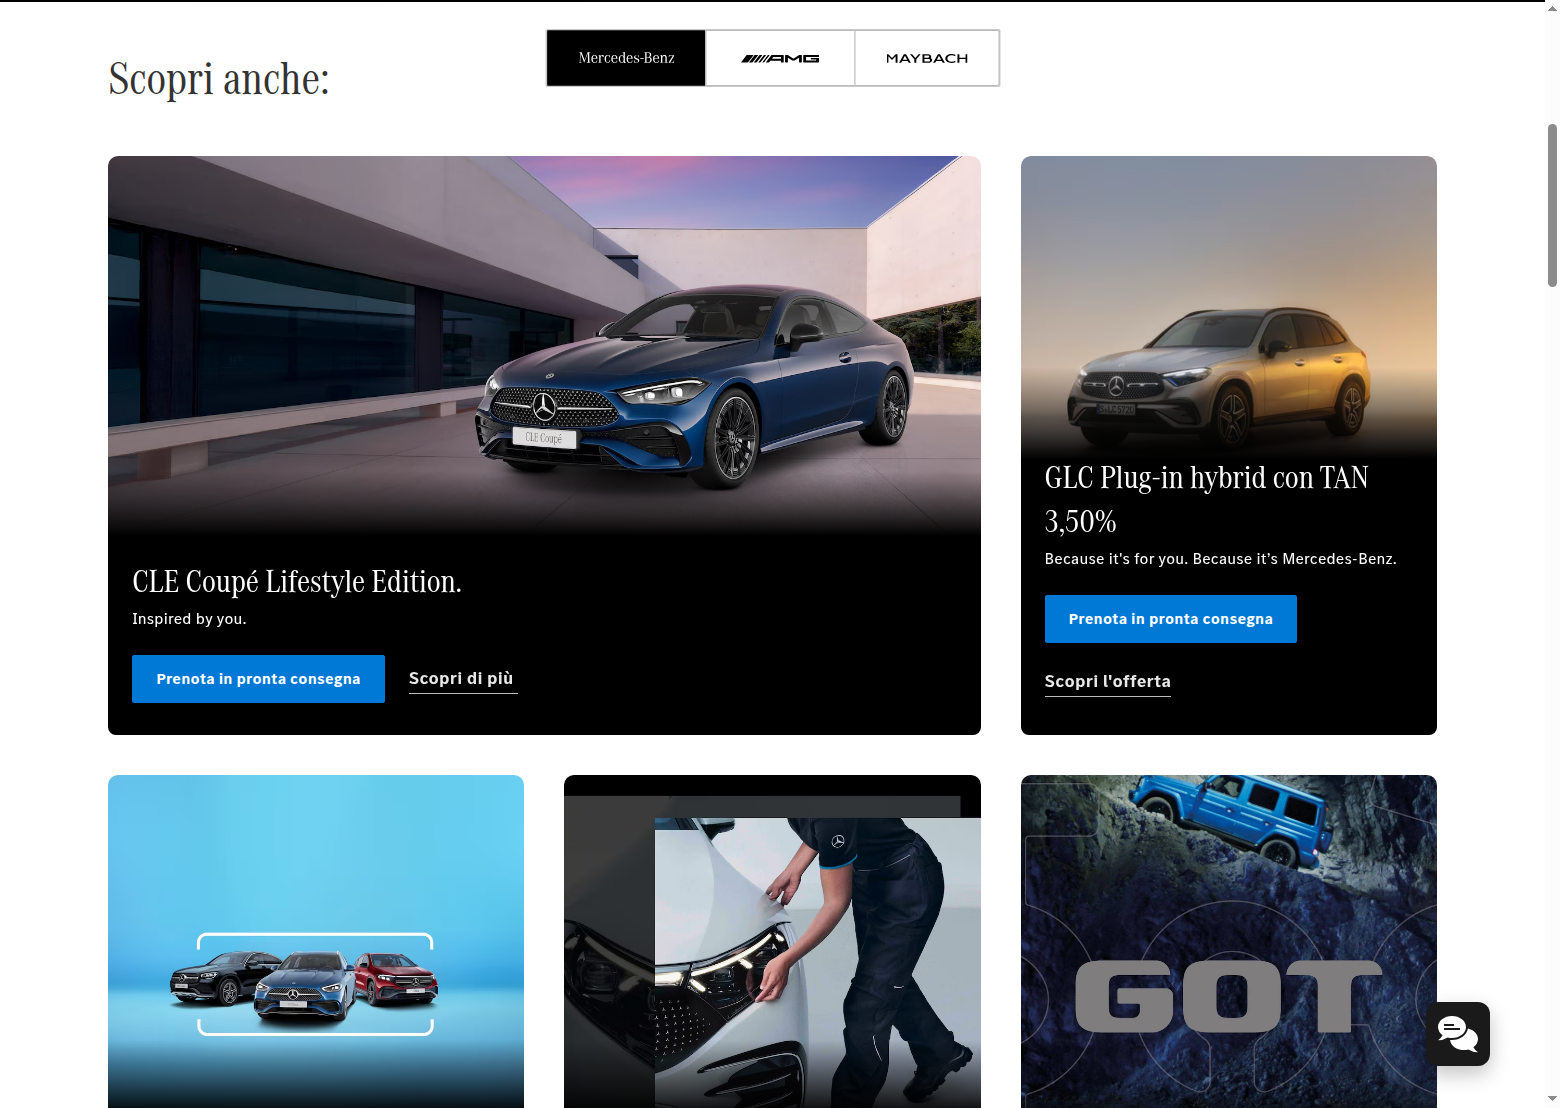 Scopri anche:
Mercedes-Benz
AMG
MAYBACH
CLE Coupé
CLE Coupé Lifestyle Edition.
Inspired by you.
Prenota in pronta consegna
Scopri di più
GLC Plug-in hybrid con TAN
3,50%
Because it's for you. Because it’s Mercedes-Benz.
Prenota in pronta consegna
Scopri l'offerta
GOT